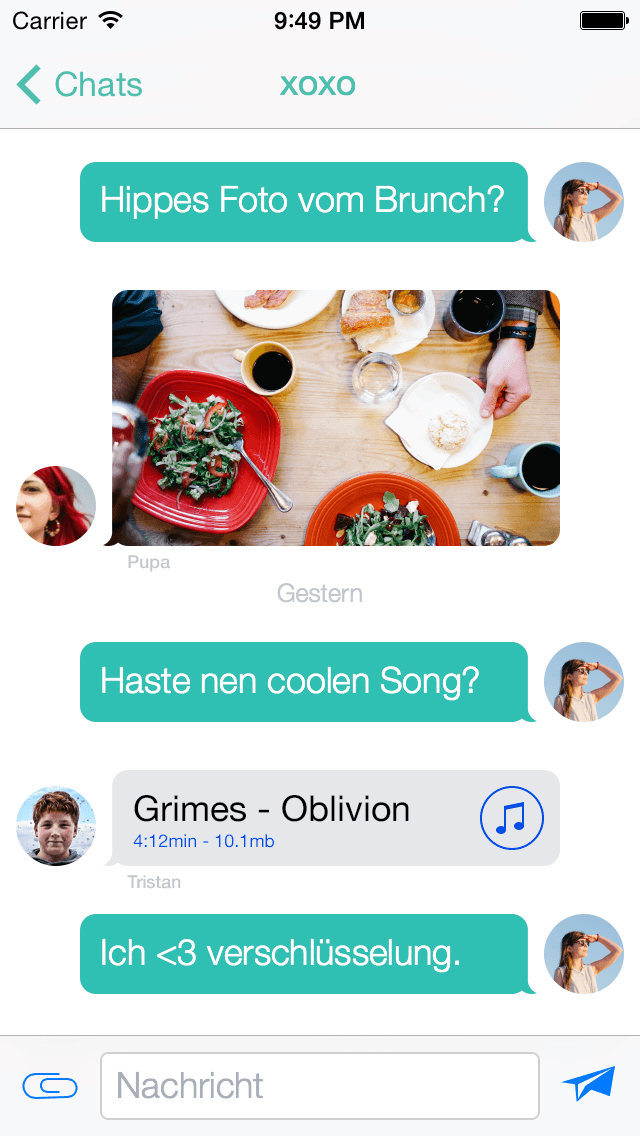 Carrier 9:49 PM
Chats xoxo
Hippes Foto vom Brunch?
Pupa
Gestern
Haste nen coolen Song?
Grimes - Oblivion
4:12min - 10.1mb
Tristan
Ich <3 verschlüsselung.
Nachricht